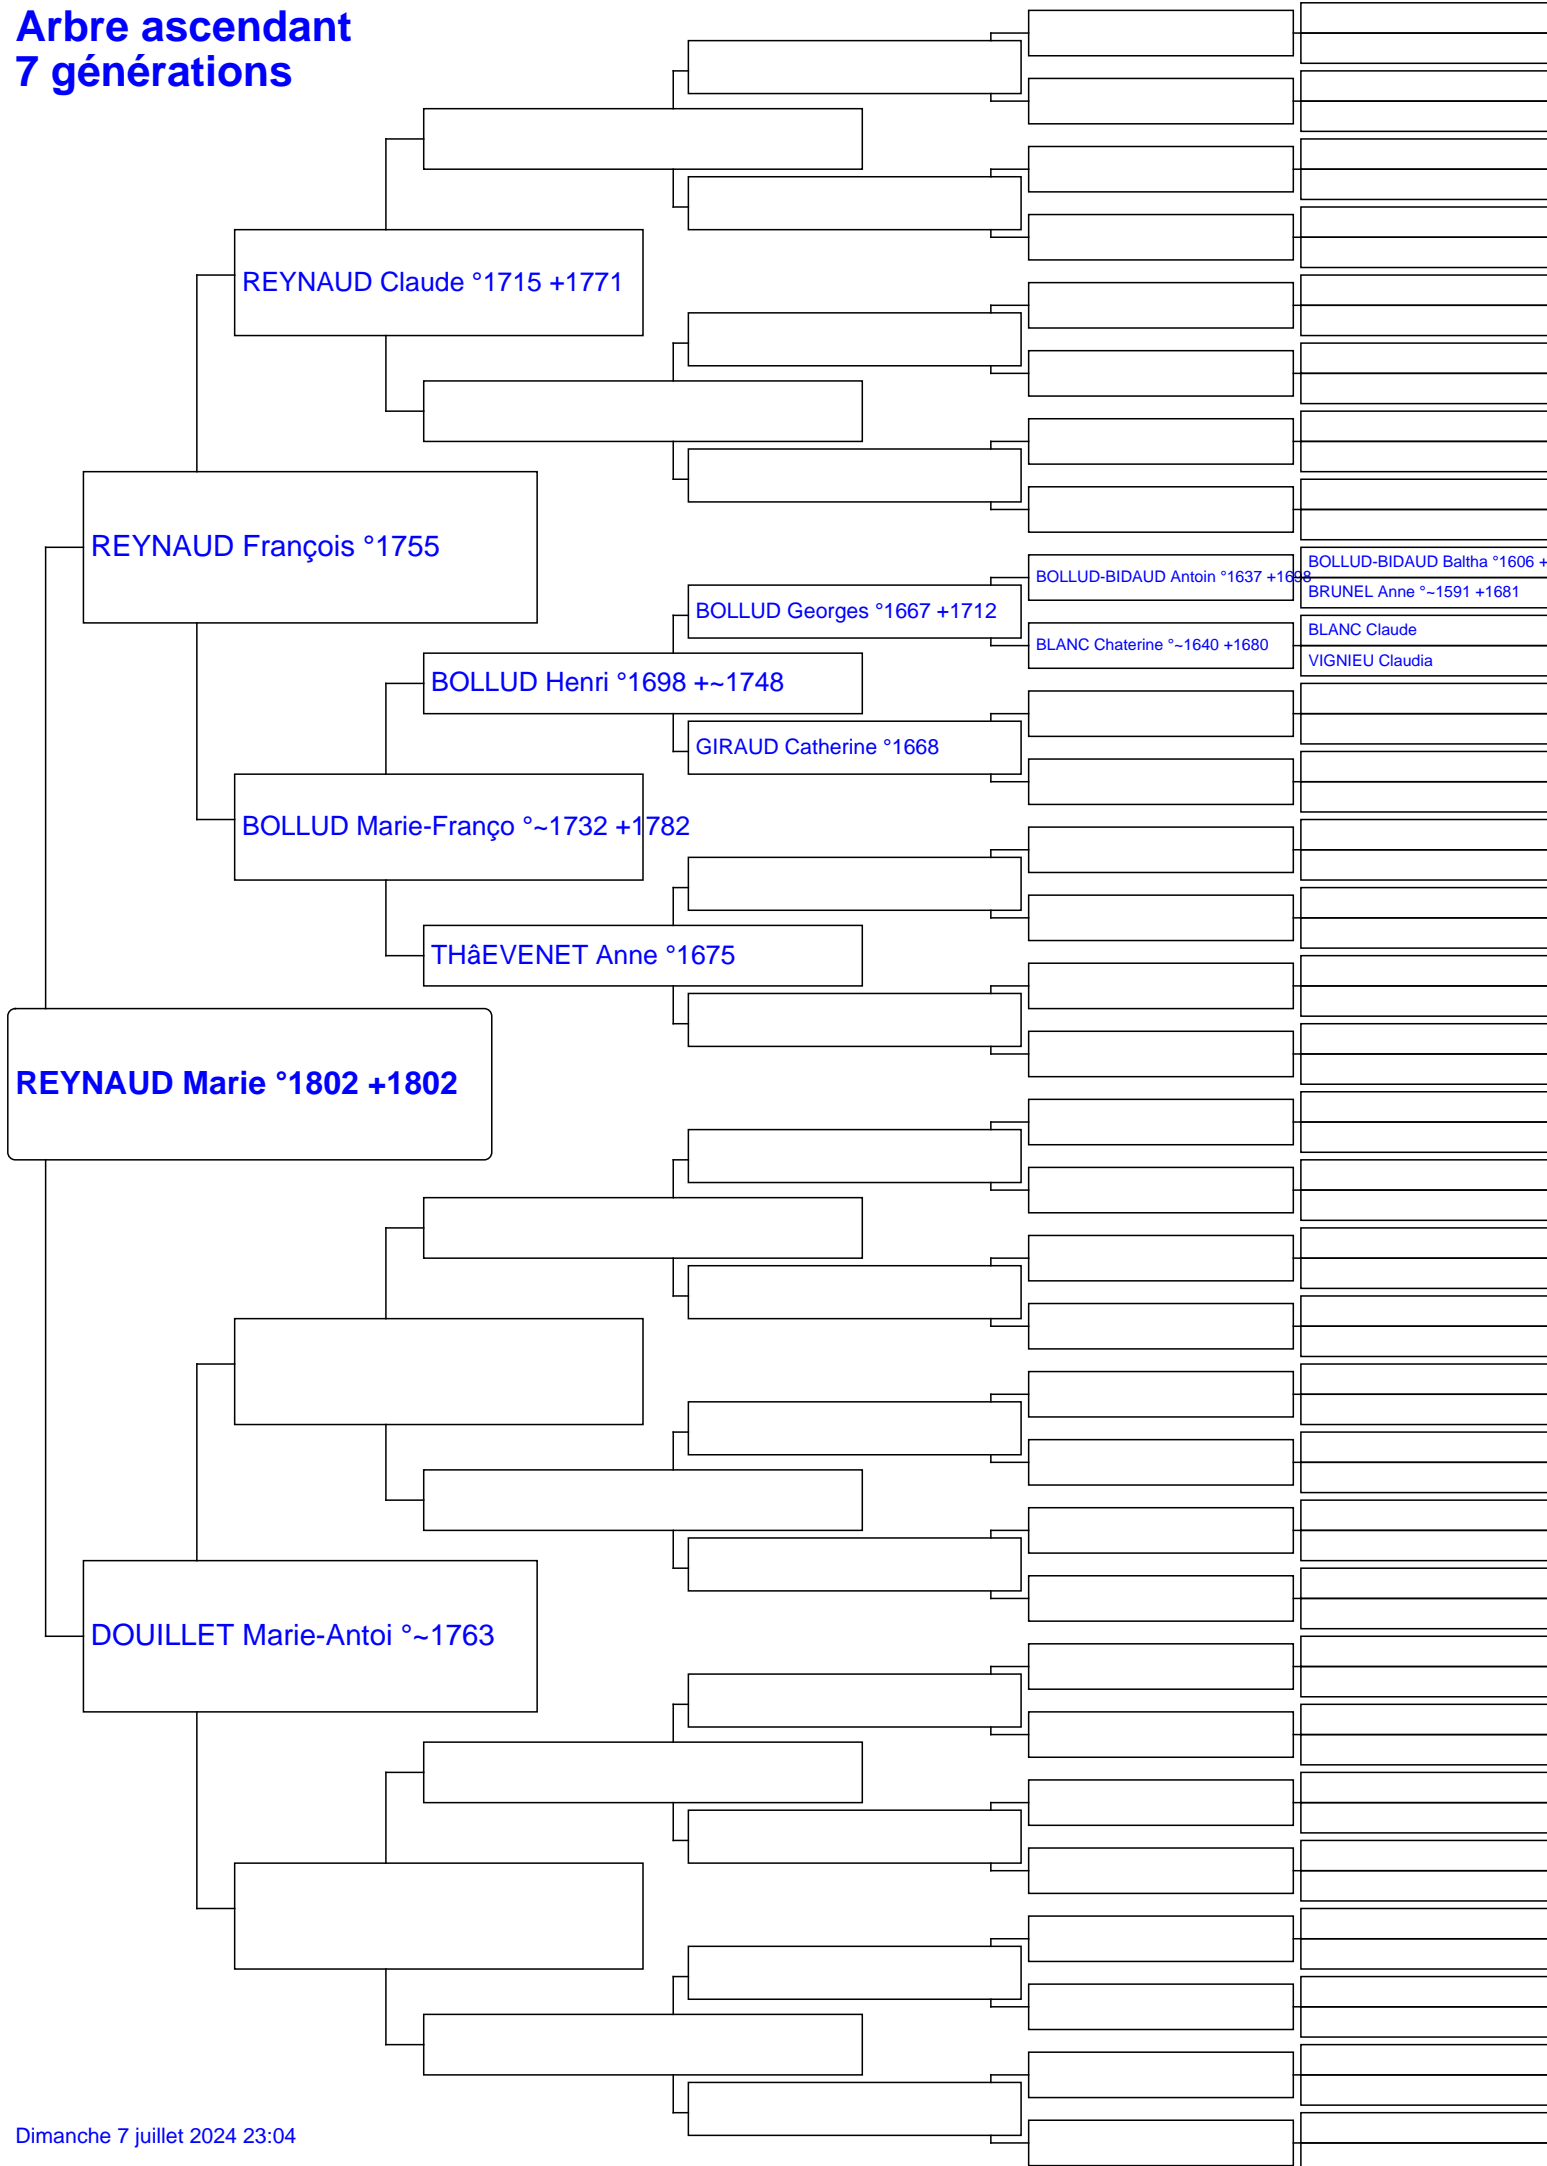 Arbre ascendant
7 générations
REYNAUD Claude °1715 +1771
REYNAUD François °1755
BOLLUD-BIDAUD Baltha °1606 +
BOLLUD-BIDAUD Antoin °1637 +1698
BRUNEL Anne °~1591 +1681
BOLLUD Georges °1667 +1712
BLANC Claude
BLANC Chaterine °~1640 +1680
VIGNIEU Claudia
BOLLUD Henri °1698 +~1748
GIRAUD Catherine °1668
BOLLUD Marie-Franço °~1732 +1782
THâEVENET Anne °1675
REYNAUD Marie °1802 +1802
DOUILLET Marie-Antoi °~1763
Dimanche 7 juillet 2024 23:04